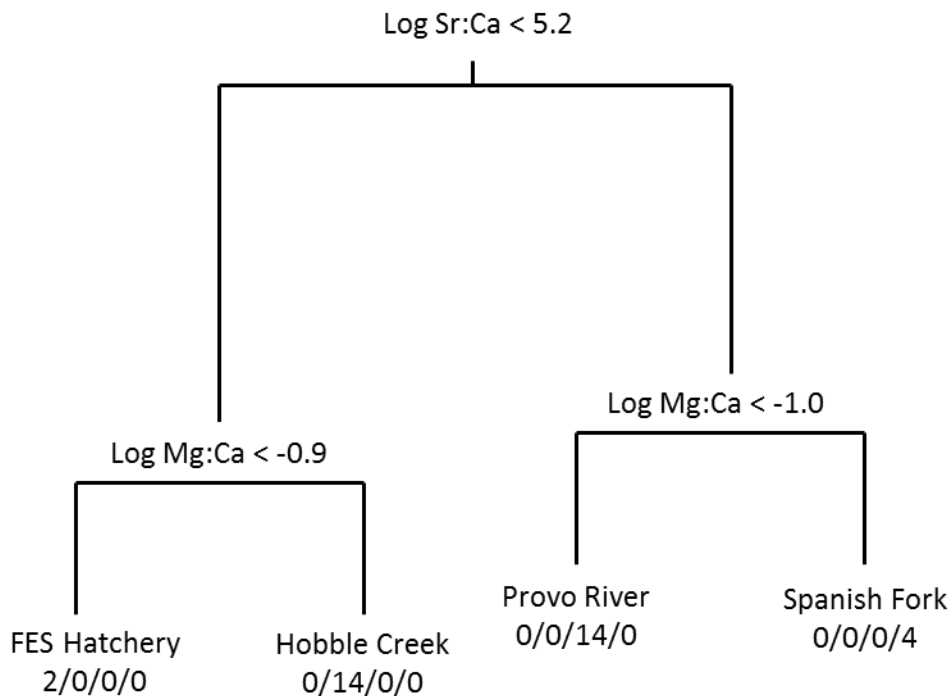 Log Sr:Ca < 5.2
Log Mg:Ca < -1.0
Log Mg:Ca < -0.9
Provo River
0/0/14/0
Spanish Fork
0/0/0/4
FES Hatchery
2/0/0/0
Hobble Creek
0/14/0/0